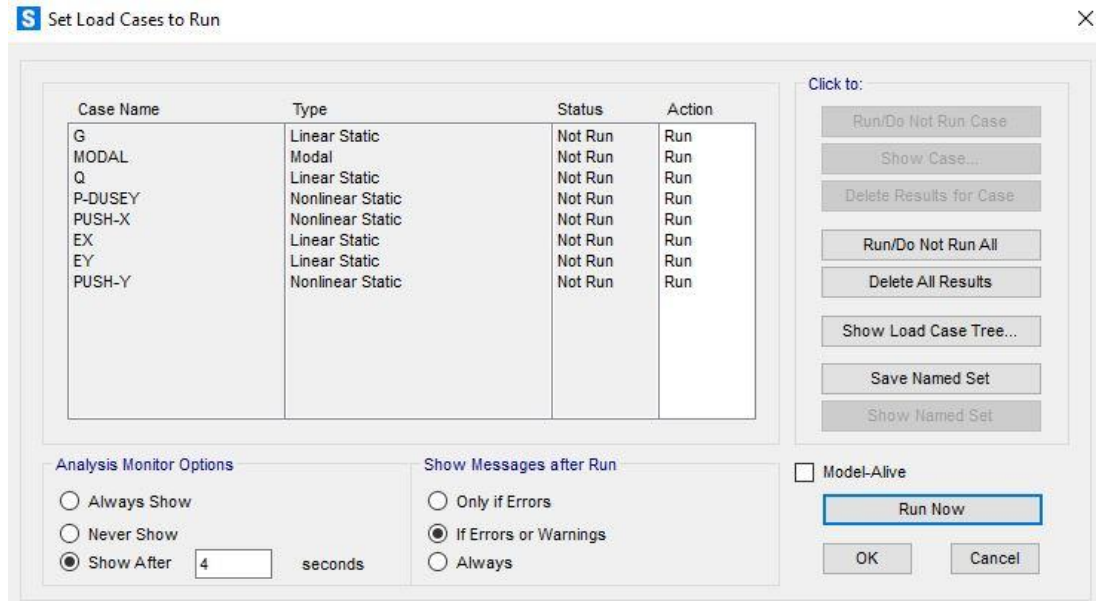 S Set Load Cases to Run
Case Name Type Status Action
G Linear Static Not Run Run
MODAL Modal Not Run Run
Q Linear Static Not Run Run
P-DUSEY Nonlinear Static Not Run Run
PUSH-X Nonlinear Static Not Run Run
EX Linear Static Not Run Run
EY Linear Static Not Run Run
PUSH-Y Nonlinear Static Not Run Run
Click to:
Run/Do Not Run Case
Show Case...
Delete Results for Case
Run/Do Not Run All
Delete All Results
Show Load Case Tree...
Save Named Set
Show Named Set
Analysis Monitor Options
Always Show
Never Show
Show After 4 seconds
Show Messages after Run
Only if Errors
If Errors or Warnings
Always
Model-Alive
Run Now
OK Cancel